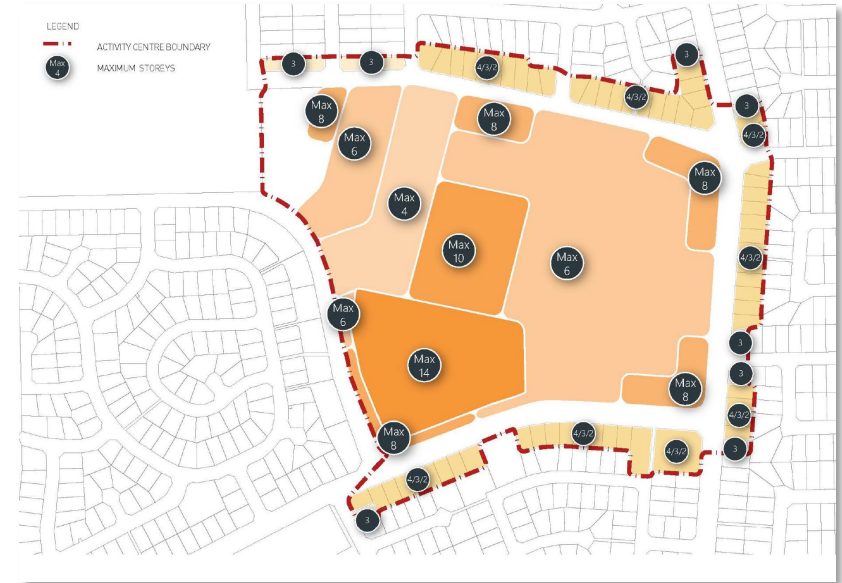 LEGEND
ACTIVITY CENTRE BOUNDARY
Max
4
MAXIMUM STOREYS
3
3
4/3/2
3
4/3/2
3
4/3/2
Max
8
Max
6
Max
8
Max
8
Max
4
Max
10
Max
6
4/3/2
Max
6
3
Max
14
3
Max
8
4/3/2
Max
8
4/3/2
4/3/2
3
4/3/2
3